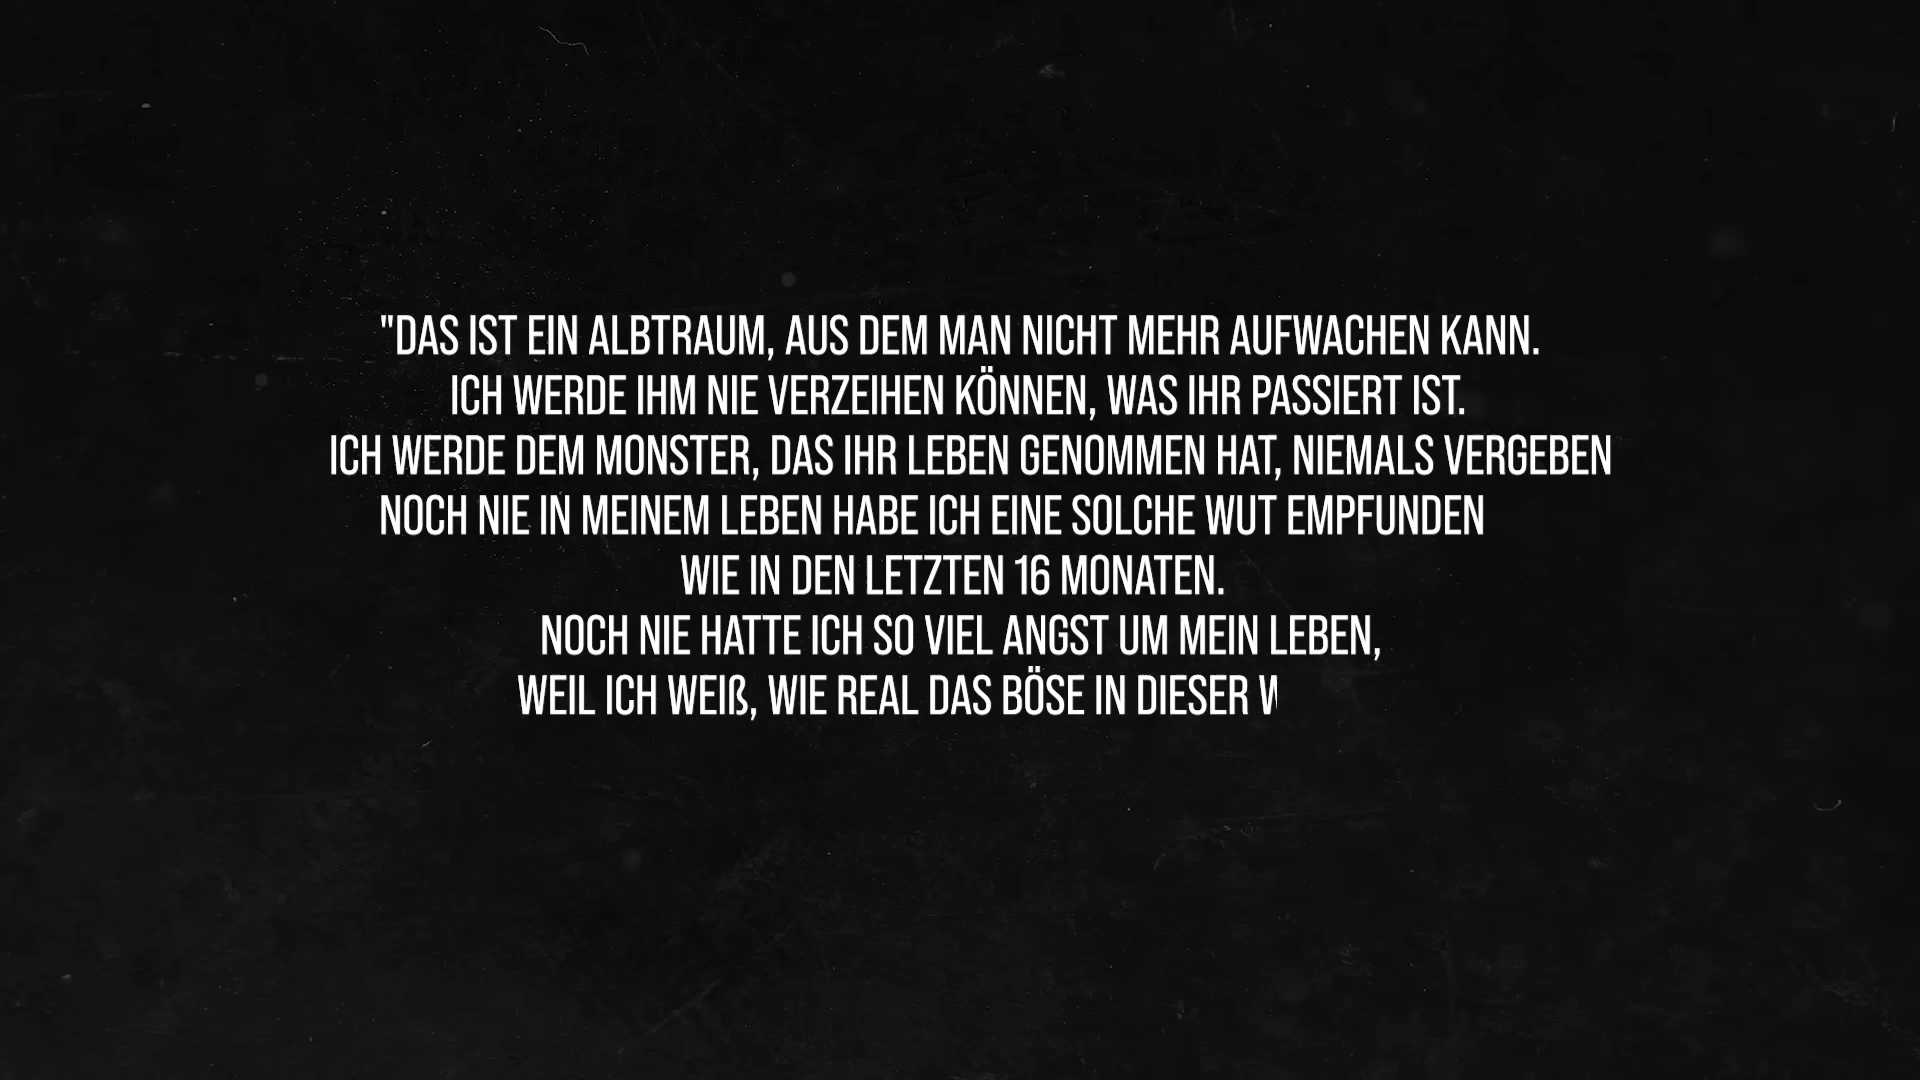 "DAS IST EIN ALBTRAUM, AUS DEM MAN NICHT MEHR AUFWACHEN KANN.
ICH WERDE IHM NIE VERZEIHEN KÖNNEN, WAS IHR PASSIERT IST.
ICH WERDE DEM MONSTER, DAS IHR LEBEN GENOMMEN HAT, NIEMALS VERGEBEN
NOCH NIE IN MEINEM LEBEN HABE ICH EINE SOLCHE WUT EMPFUNDEN
WIE IN DEN LETZTEN 16 MONATEN.
NOCH NIE HATTE ICH SO VIEL ANGST UM MEIN LEBEN,
WEIL ICH WEIß, WIE REAL DAS BÖSE IN DIESER